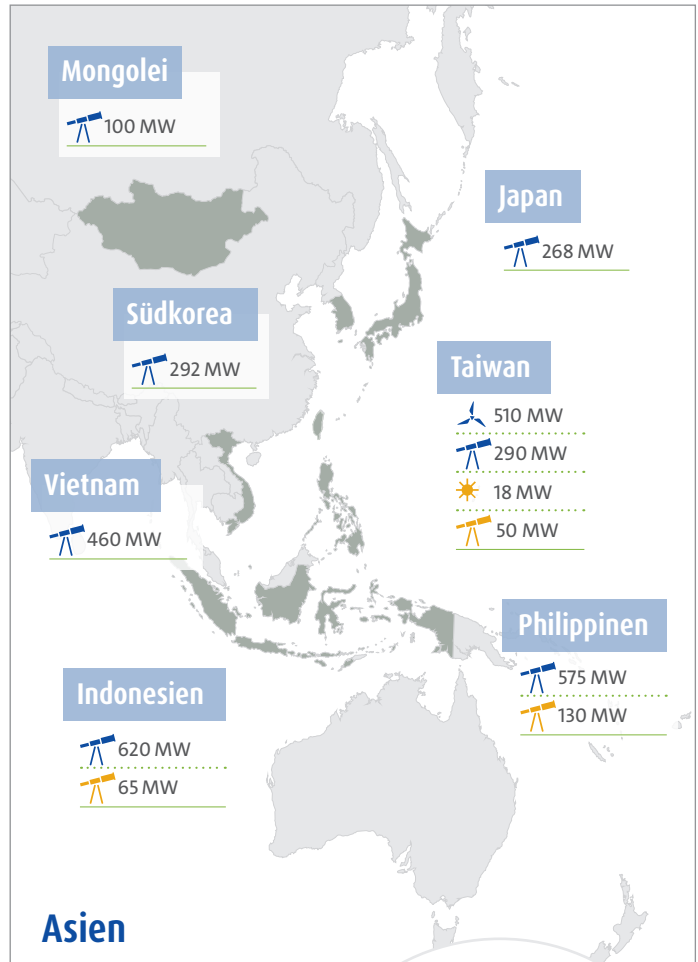 Mongolei
100 MW
Japan
268 MW
Südkorea
292 MW
Taiwan
510 MW
290 MW
18 MW
50 MW
Vietnam
460 MW
Philippinen
575 MW
130 MW
Indonesien
620 MW
65 MW
Asien